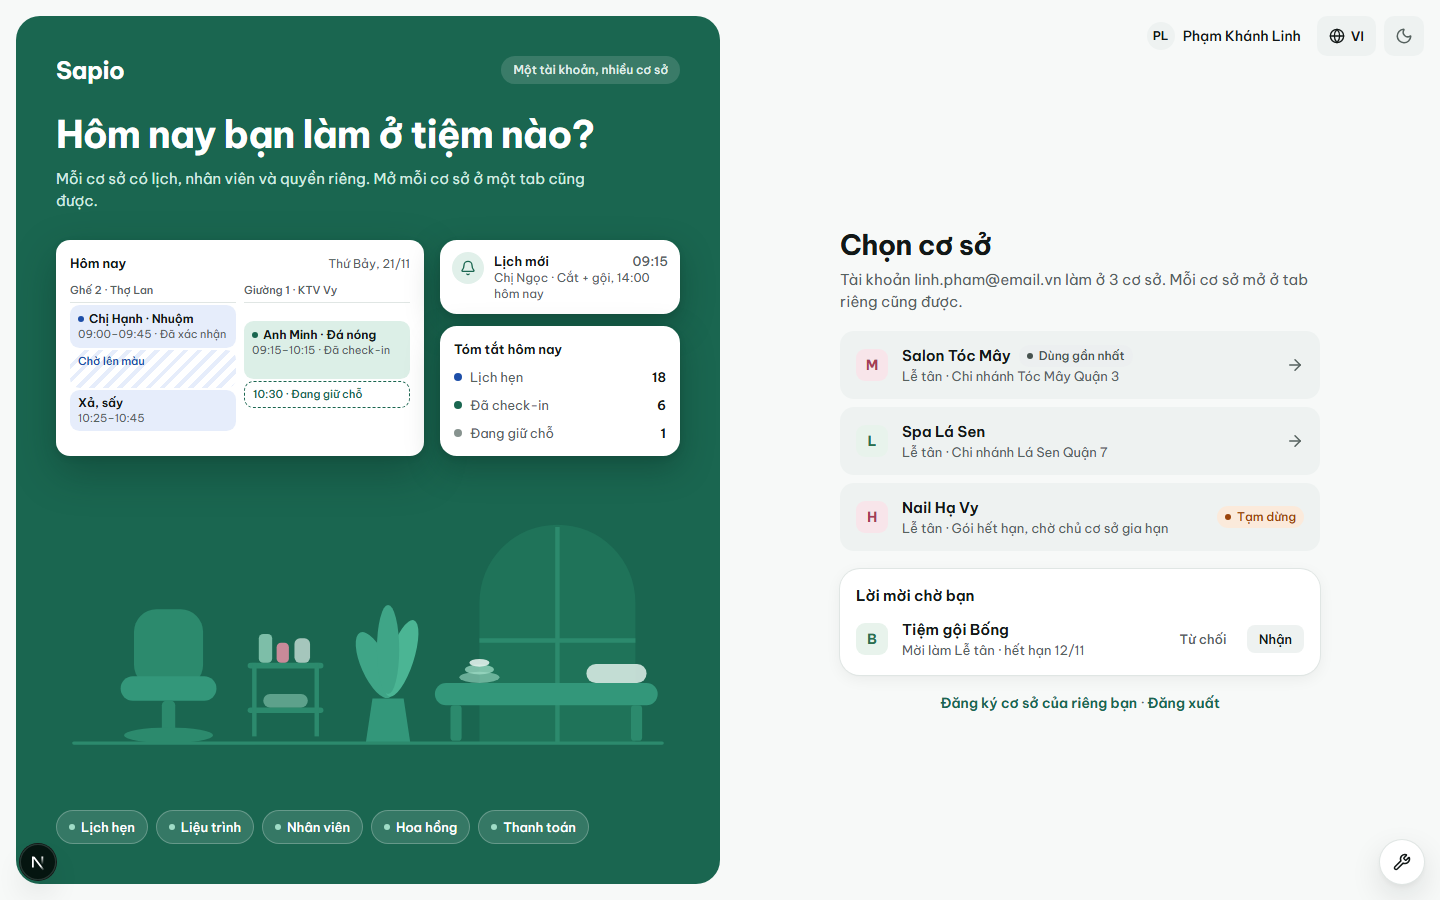 Sapio
Một tài khoản, nhiều cơ sở
Hôm nay bạn làm ở tiệm nào?
Mỗi cơ sở có lịch, nhân viên và quyền riêng. Mở mỗi cơ sở ở một tab cũng
được.
Hôm nay
Thứ Bảy, 21/11
Ghế 2 · Thợ Lan
Giường 1 · KTV Vy
Chị Hạnh · Nhuộm
09:00–09:45 · Đã xác nhận
Chờ lên màu
Xả, sấy
10:25–10:45
Anh Minh · Đá nóng
09:15–10:15 · Đã check-in
10:30 · Đang giữ chỗ
Lịch mới
09:15
Chị Ngọc · Cắt + gội, 14:00
hôm nay
Tóm tắt hôm nay
Lịch hẹn 18
Đã check-in 6
Đang giữ chỗ 1
Lịch hẹn
Liệu trình
Nhân viên
Hoa hồng
Thanh toán
N
PL
Phạm Khánh Linh
VI
Chọn cơ sở
Tài khoản linh.pham@email.vn làm ở 3 cơ sở. Mỗi cơ sở mở ở tab
riêng cũng được.
M
Salon Tóc Mây
Dùng gần nhất
Lễ tân · Chi nhánh Tóc Mây Quận 3
L
Spa Lá Sen
Lễ tân · Chi nhánh Lá Sen Quận 7
H
Nail Hạ Vy
Lễ tân · Gói hết hạn, chờ chủ cơ sở gia hạn
Tạm dừng
Lời mời chờ bạn
B
Tiệm gội Bống
Mời làm Lễ tân · hết hạn 12/11
Từ chối
Nhận
Đăng ký cơ sở của riêng bạn · Đăng xuất